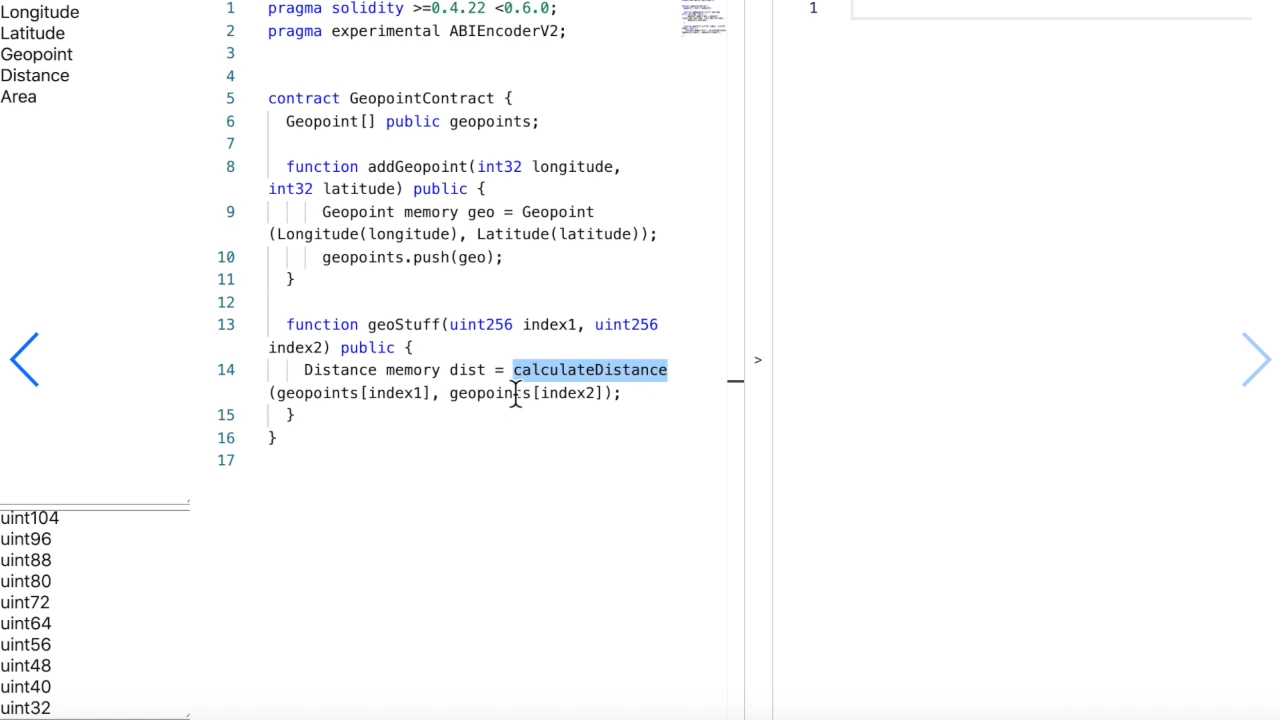 Longitude
Latitude
Geopoint
Distance
Area
uint104
uint96
uint88
uint80
uint72
uint64
uint56
uint48
uint40
uint32
1 pragma solidity >=0.4.22 <0.6.0;
2 pragma experimental ABIEncoderV2;
3
4
5 contract GeopointContract {
6 Geopoint[] public geopoints;
7
8 function addGeopoint(int32 longitude,
int32 latitude) public {
9 Geopoint memory geo = Geopoint
(Longitude(longitude), Latitude(latitude));
10 geopoints.push(geo);
11 }
12
13 function geoStuff(uint256 index1, uint256
index2) public {
14 Distance memory dist = calculateDistance
(geopoints[index1], geopoints[index2]);
15 }
16 }
17
>
1